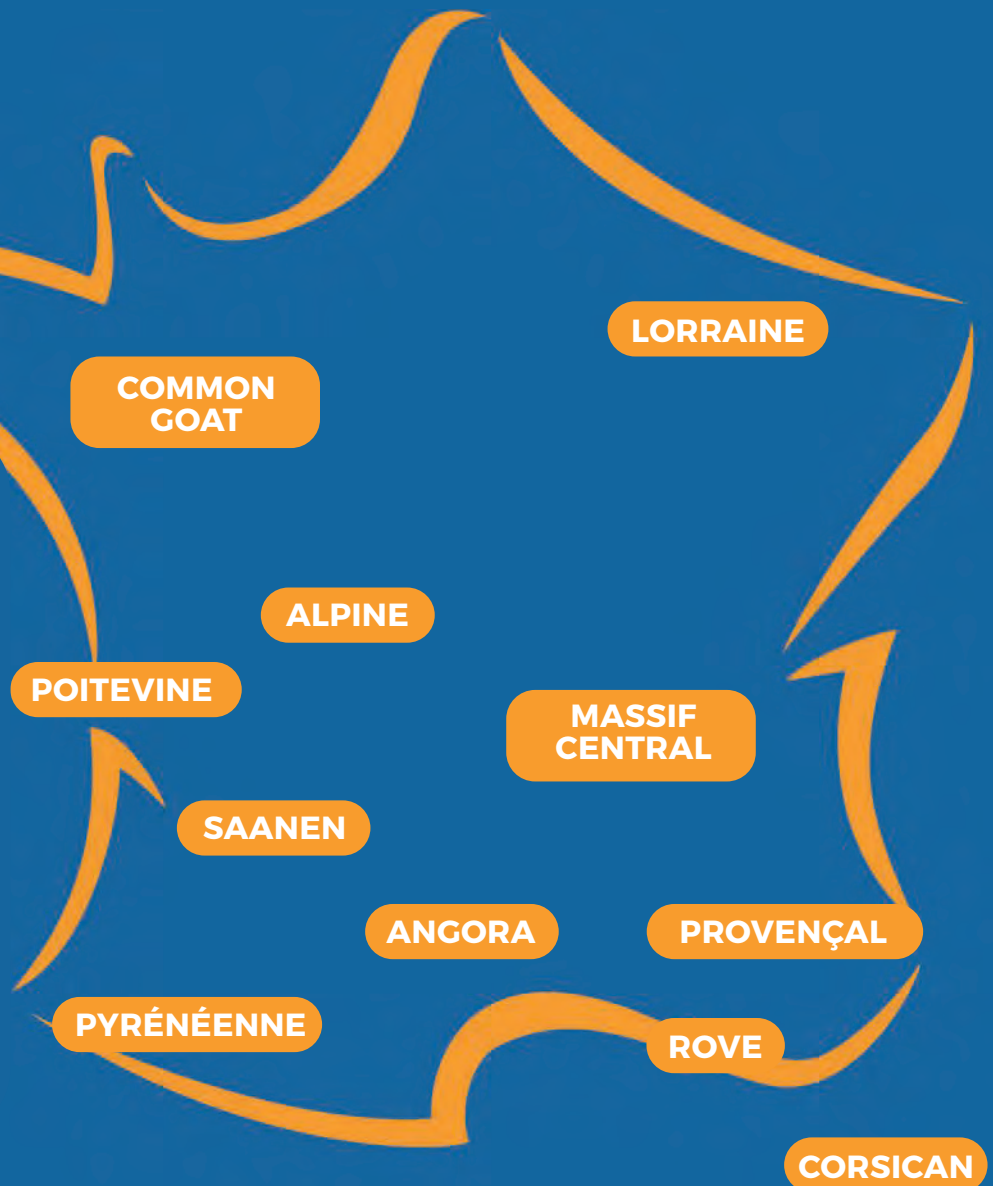 LORRAINE
COMMON
GOAT
ALPINE
POITEVINE
MASSIF
CENTRAL
SAANEN
ANGORA
PROVENÇAL
PYRÉNÉENNE
ROVE
CORSICAN